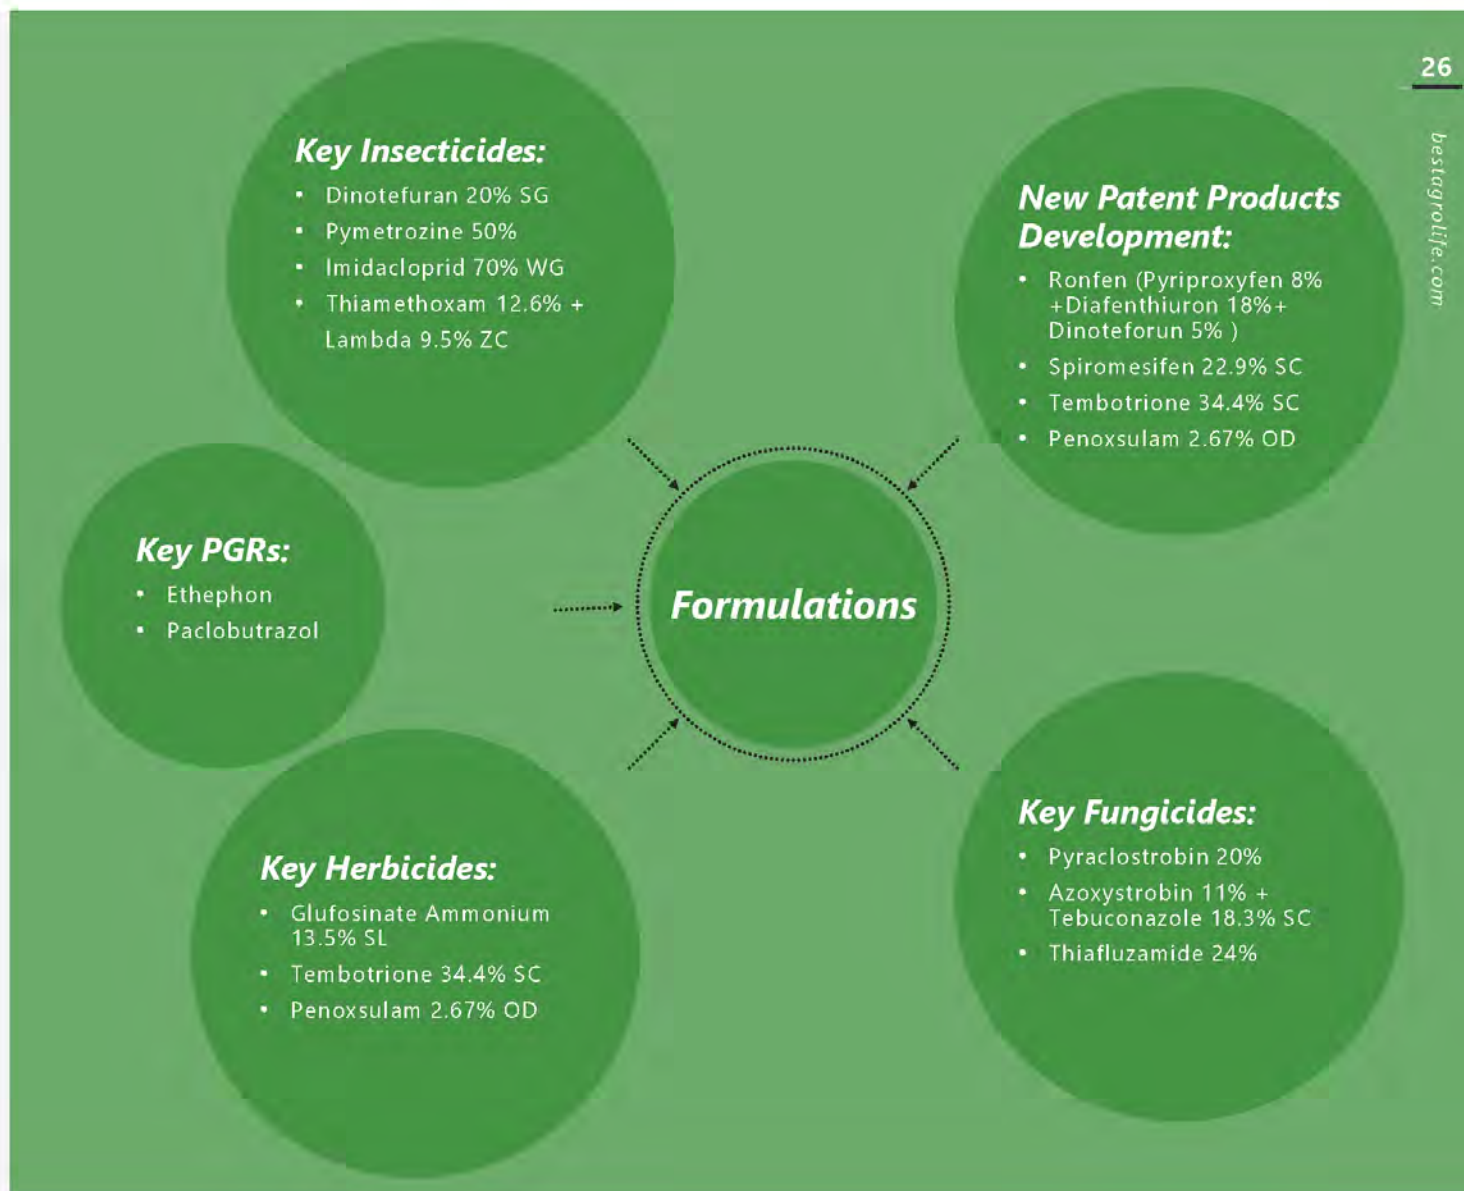 26
bestagrolife.com
Key Insecticides:
• Dinotefuran 20% SG
• Pymetrozine 50%
• Imidacloprid 70% WG
• Thiamethoxam 12.6% +
Lambda 9.5% ZC
New Patent Products
Development:
• Ronfen (Pyriproxyfen 8%
+Diafenthiuron 18%+
Dinoteforun 5% )
• Spiromesifen 22.9% SC
• Tembotrione 34.4% SC
• Penoxsulam 2.67% OD
Key PGRs:
• Ethephon
• Paclobutrazol
Formulations
Key Herbicides:
• Glufosinate Ammonium
13.5% SL
• Tembotrione 34.4% SC
• Penoxsulam 2.67% OD
Key Fungicides:
• Pyraclostrobin 20%
• Azoxystrobin 11% +
Tebuconazole 18.3% SC
• Thiafluzamide 24%